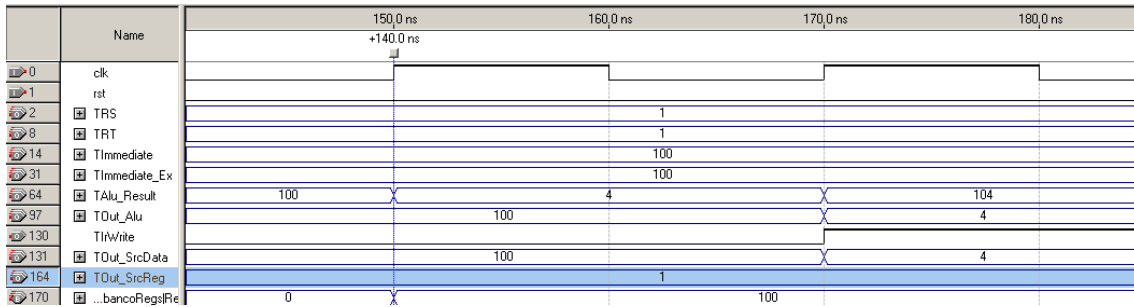 150,0 ns 160,0 ns 170,0 ns 180,0 ns
Name
+140.0 ns
0 clk
1 rst
2 TRS 1
8 TRT 1
14 TImmediate 100
31 TImmediate_Ex 100
64 TAlu_Result 100 4 104
97 TOut_Alu 100 4
130 TIrWrite
131 TOut_SrcData 100 4
164 TOut_SrcReg 1
170 ...bancoRegs|Re 0 100